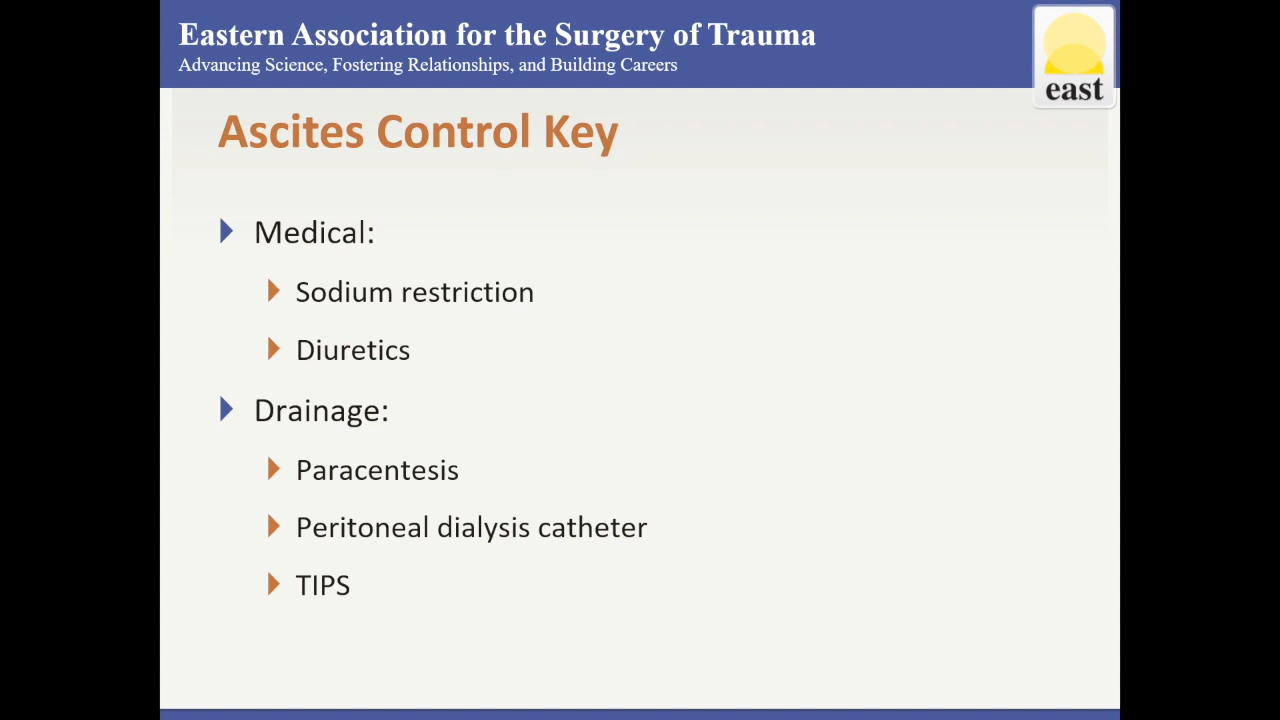 Eastern Association for the Surgery of Trauma
Advancing Science, Fostering Relationships, and Building Careers
east
Ascites Control Key
Medical:
Sodium restriction
Diuretics
Drainage:
Paracentesis
Peritoneal dialysis catheter
TIPS